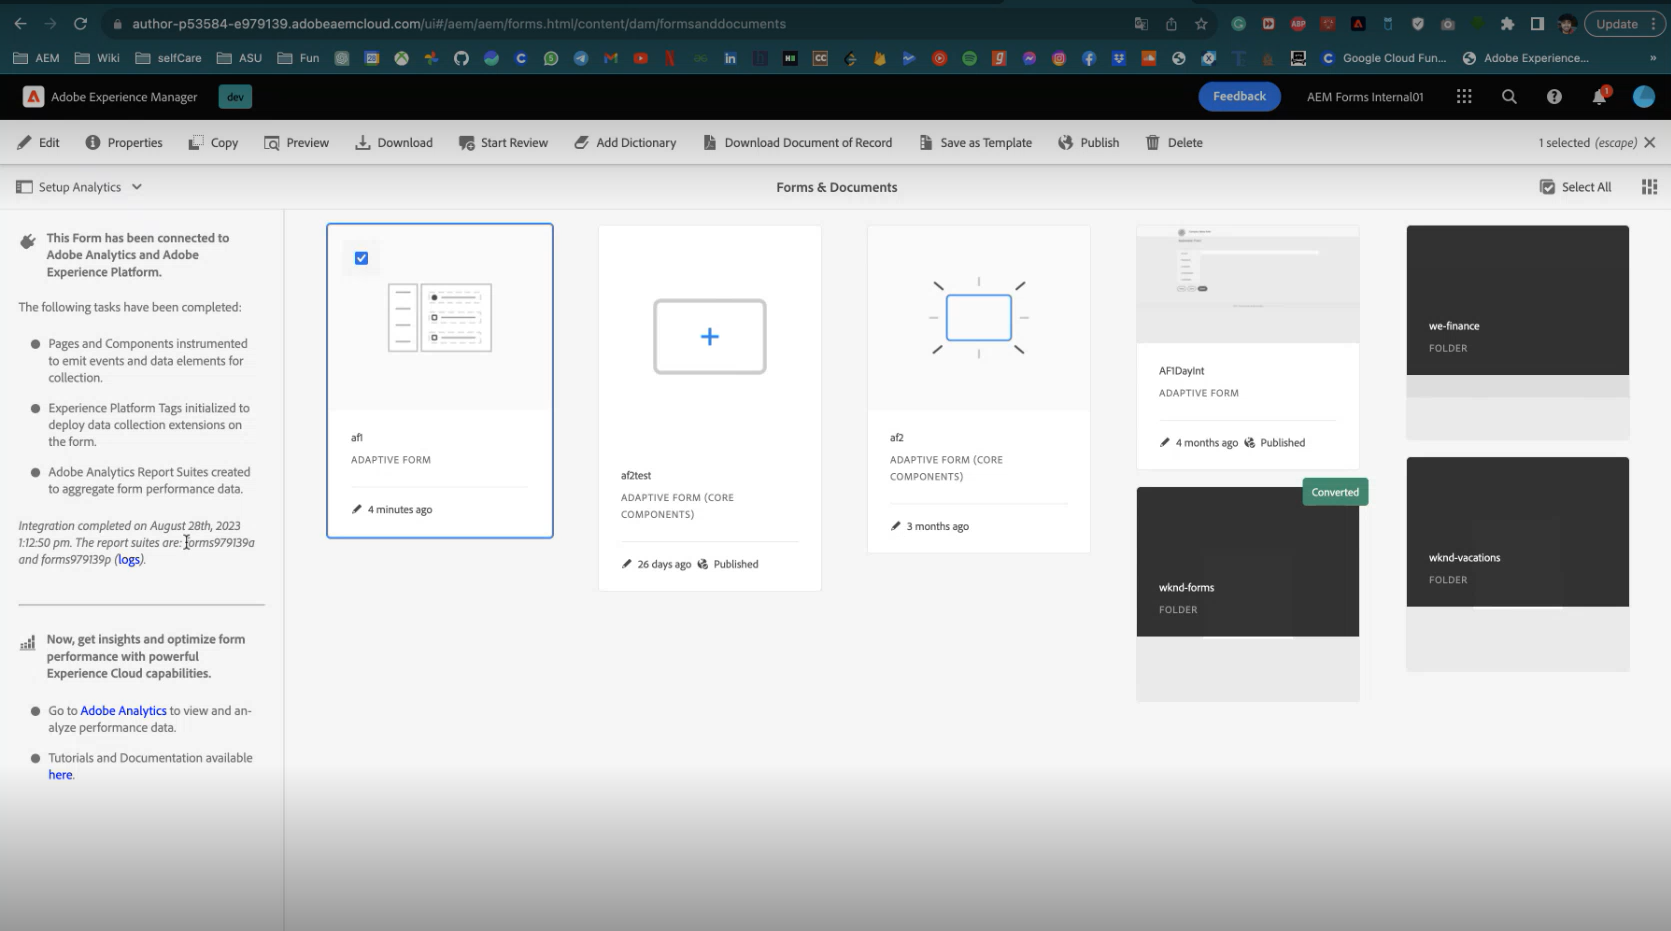 author-p53584-e979139.adobeaemcloud.com/ui#/aem/aem/forms.html/content/dam/formsanddocuments
Update
AEM
Wiki
selfCare
ASU
Fun
Google Cloud Fun...
Adobe Experience...
Adobe Experience Manager
dev
Feedback
AEM Forms Internal01
1
Edit
Properties
Copy
Preview
Download
Start Review
Add Dictionary
Download Document of Record
Save as Template
Publish
Delete
1 selected (escape)
Setup Analytics
Forms & Documents
Select All
This Form has been connected to
Adobe Analytics and Adobe
Experience Platform.
The following tasks have been completed:
Pages and Components instrumented
to emit events and data elements for
collection.
Experience Platform Tags initialized to
deploy data collection extensions on
the form.
Adobe Analytics Report Suites created
to aggregate form performance data.
Integration completed on August 28th, 2023
1:12:50 pm. The report suites are: forms979139a
and forms979139p (logs).
Now, get insights and optimize form
performance with powerful
Experience Cloud capabilities.
Go to Adobe Analytics to view and an-
alyze performance data.
Tutorials and Documentation available
here.
af1
ADAPTIVE FORM
4 minutes ago
af2test
ADAPTIVE FORM (CORE
COMPONENTS)
26 days ago Published
af2
ADAPTIVE FORM (CORE
COMPONENTS)
3 months ago
AF1DayInt
ADAPTIVE FORM
4 months ago Published
Converted
wknd-forms
FOLDER
we-finance
FOLDER
wknd-vacations
FOLDER